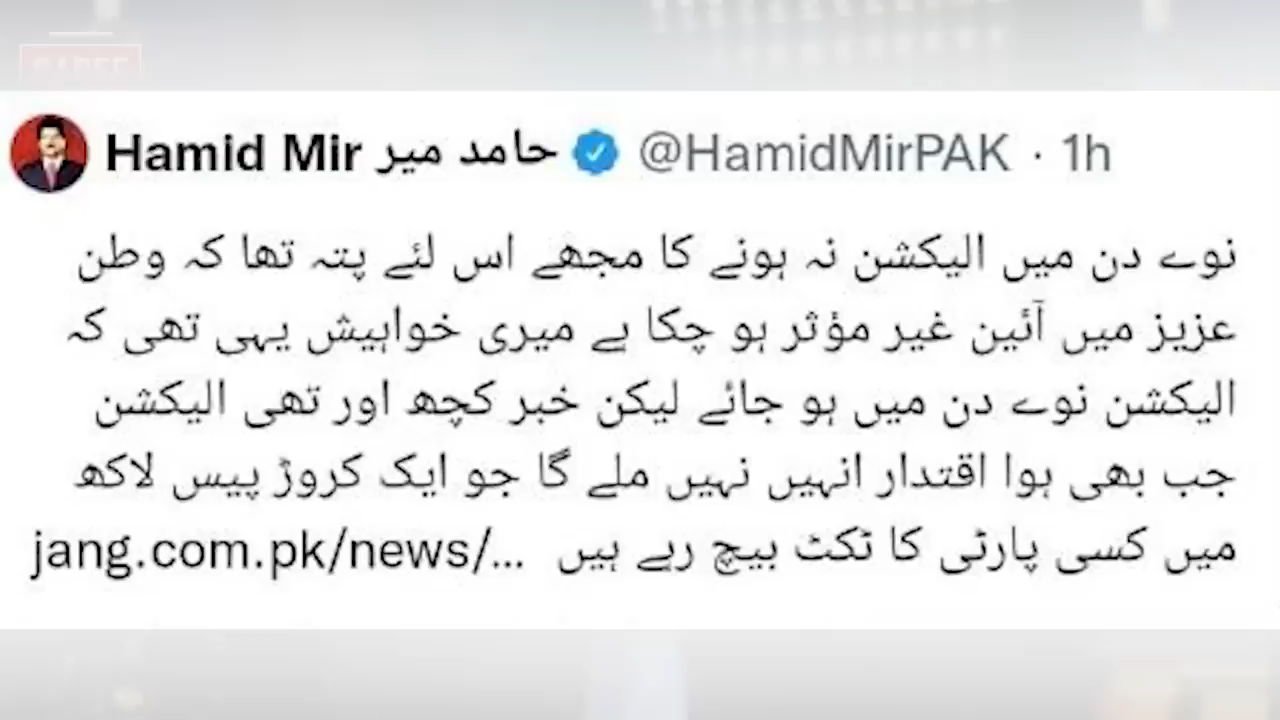 Hamid Mir حامد میر @HamidMirPAK · 1h
نوے دن میں الیکشن نہ ہونے کا مجھے اس لئے پتہ تھا کہ وطن
عزیز میں آئین غیر مؤثر ہو چکا ہے میری خواہیش یہی تھی کہ
الیکشن نوے دن میں ہو جائے لیکن خبر کچھ اور تھی الیکشن
جب بھی ہوا اقتدار انہیں نہیں ملے گا جو ایک کروڑ پیس لاکھ
میں کسی پارٹی کا ٹکٹ بیچ رہے ہیں jang.com.pk/news/...